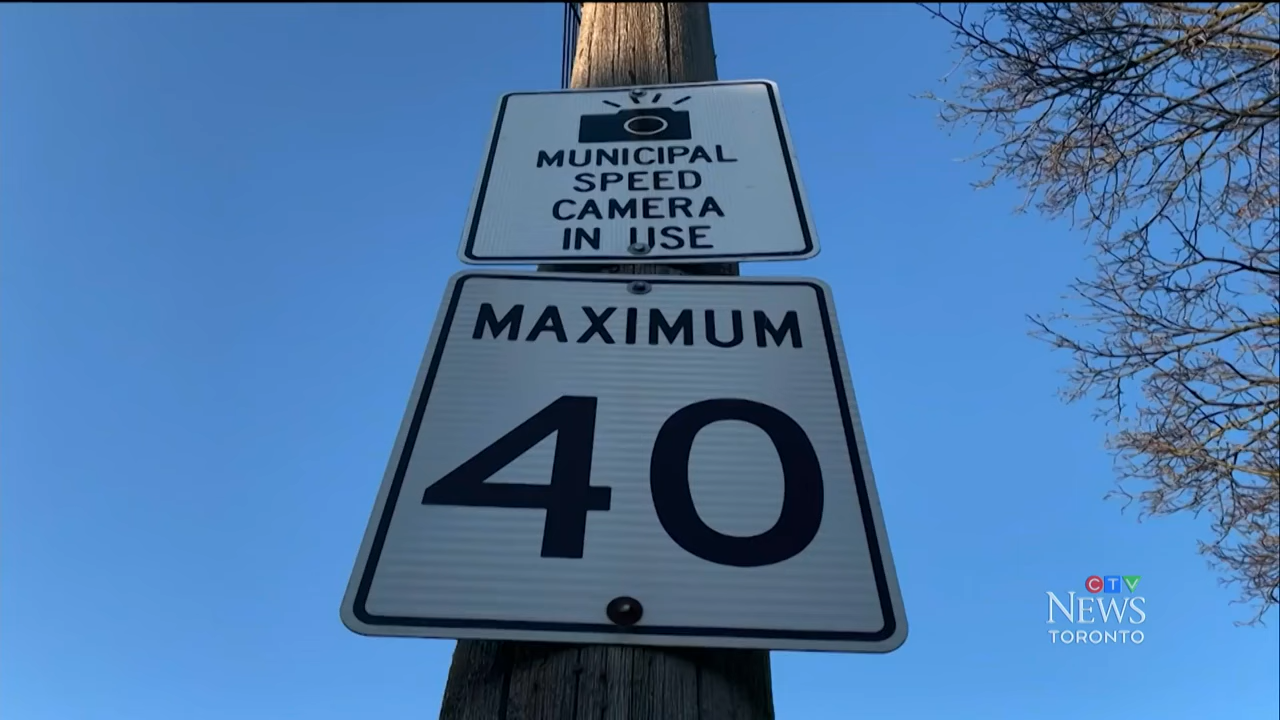 MUNICIPAL
SPEED
CAMERA
IN USE
MAXIMUM
40
CTV
NEWS
TORONTO